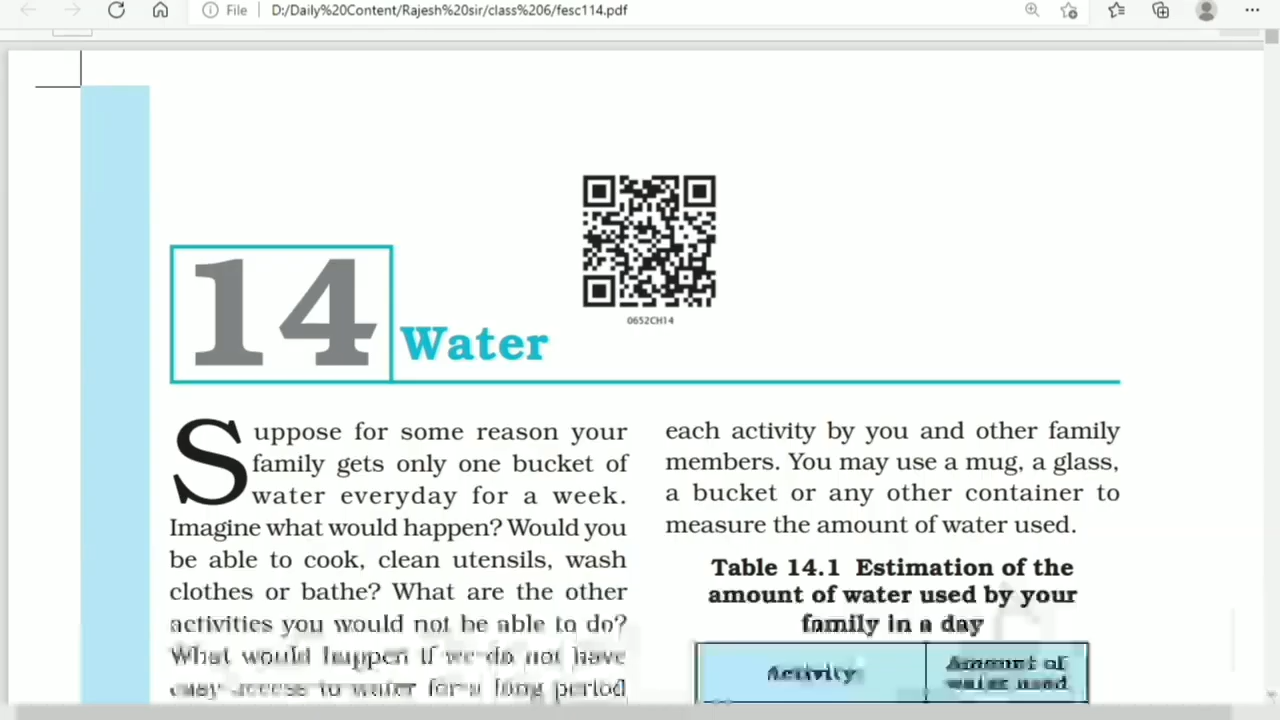 File
D:/Daily%20Content/Rajesh%20sir/class%206/fesc114.pdf
0652CH14
14 Water
Suppose for some reason your
family gets only one bucket of
water everyday for a week.
Imagine what would happen? Would you
be able to cook, clean utensils, wash
clothes or bathe? What are the other
activities you would not be able to do?
What would happen if we do not have
easy access to water for a long period
each activity by you and other family
members. You may use a mug, a glass,
a bucket or any other container to
measure the amount of water used.
Table 14.1 Estimation of the
amount of water used by your
family in a day
Activity
Amount of
water used